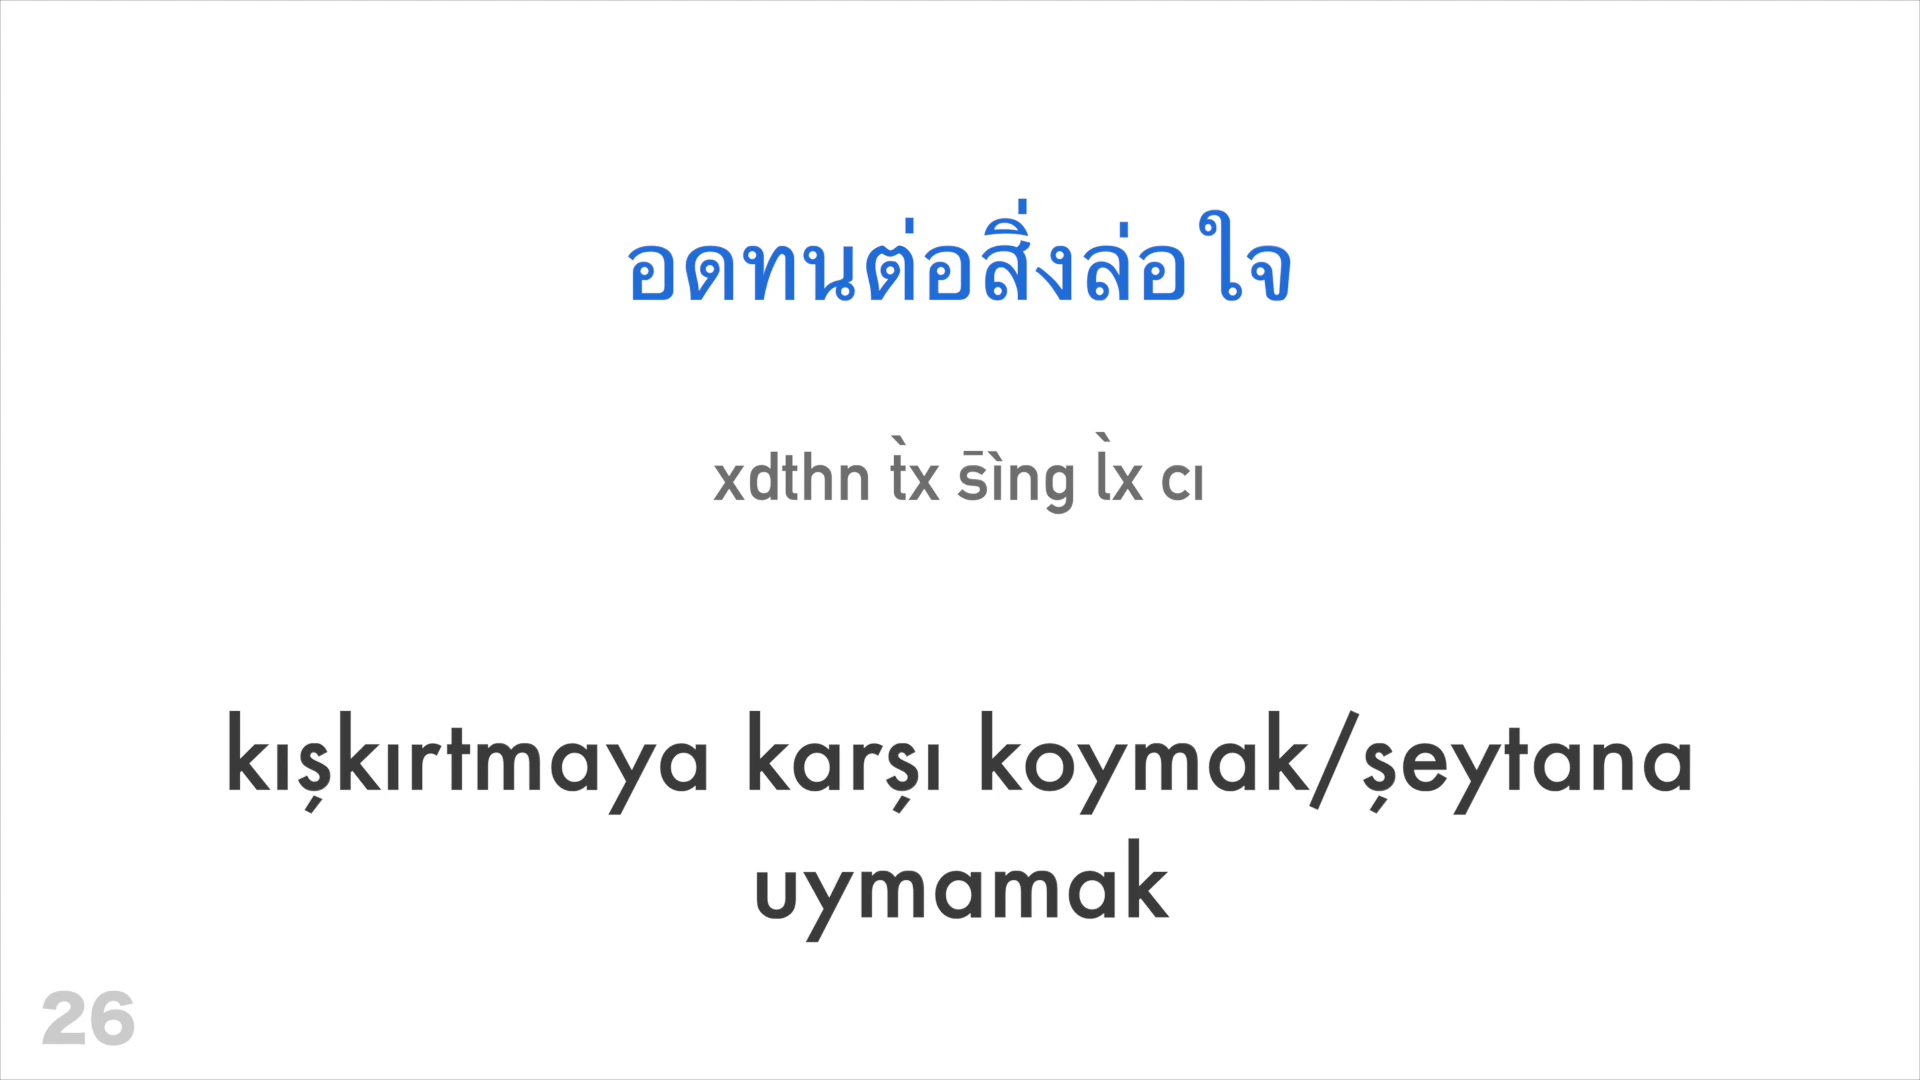 อดทนต่อสิ่งล่อใจ
xdthn t̀x s̄ìng l̀x cı
kışkırtmaya karşı koymak/şeytana
uymamak
26